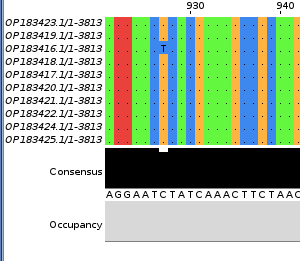 930 940
OP183423.1/1-3813
OP183419.1/1-3813
OP183416.1/1-3813 T
OP183418.1/1-3813
OP183417.1/1-3813
OP183420.1/1-3813
OP183421.1/1-3813
OP183422.1/1-3813
OP183424.1/1-3813
OP183425.1/1-3813
Consensus
AGGAATCTATCAAACTTCTAAC
Occupancy